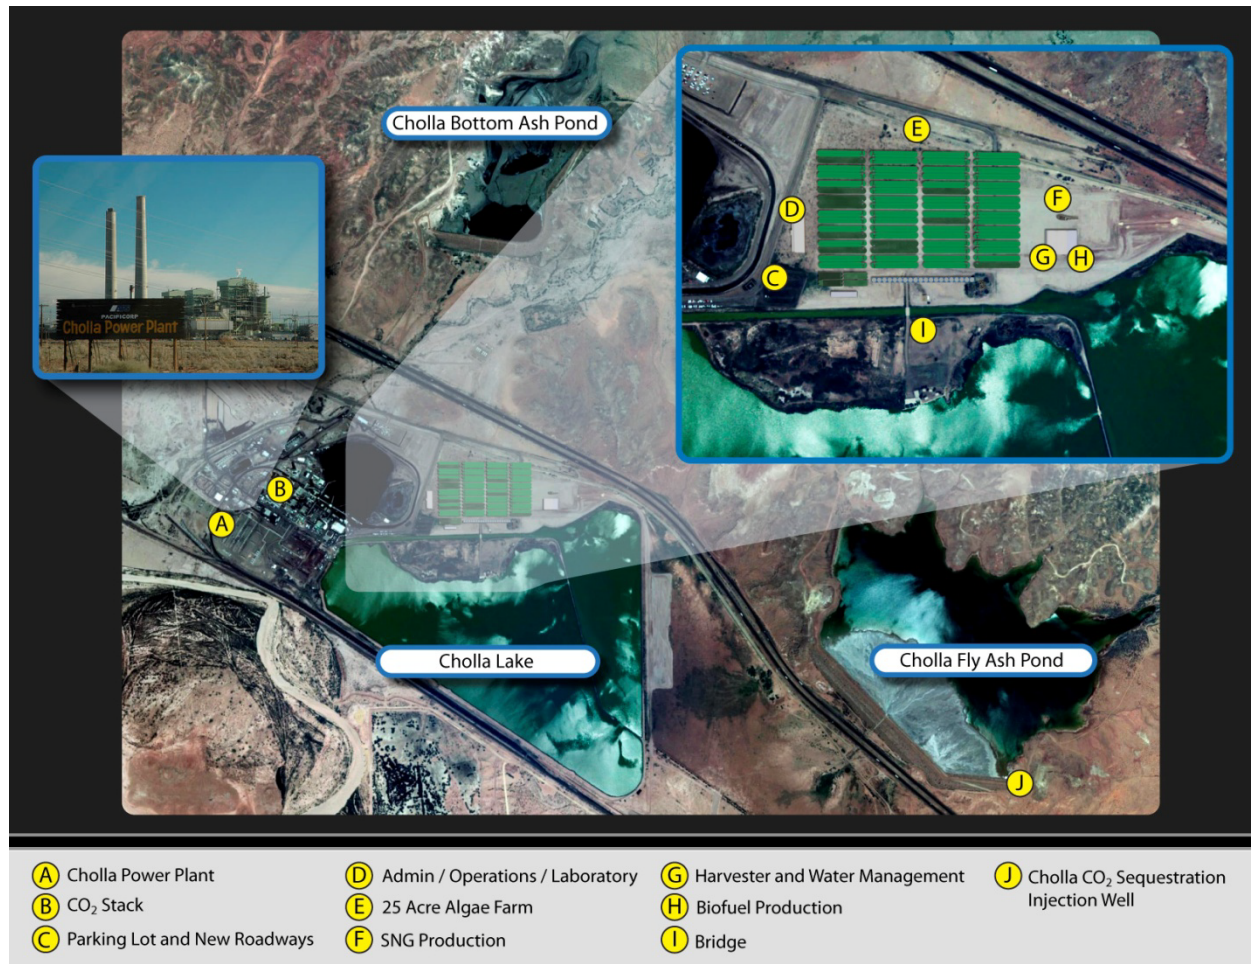 Cholla Bottom Ash Pond
PACIFICORP
Cholla Power Plant
E
D
F
G
H
C
I
B
A
Cholla Lake
Cholla Fly Ash Pond
J
A Cholla Power Plant
B CO₂ Stack
C Parking Lot and New Roadways
D Admin / Operations / Laboratory
E 25 Acre Algae Farm
F SNG Production
G Harvester and Water Management
H Biofuel Production
I Bridge
J Cholla CO₂ Sequestration
Injection Well